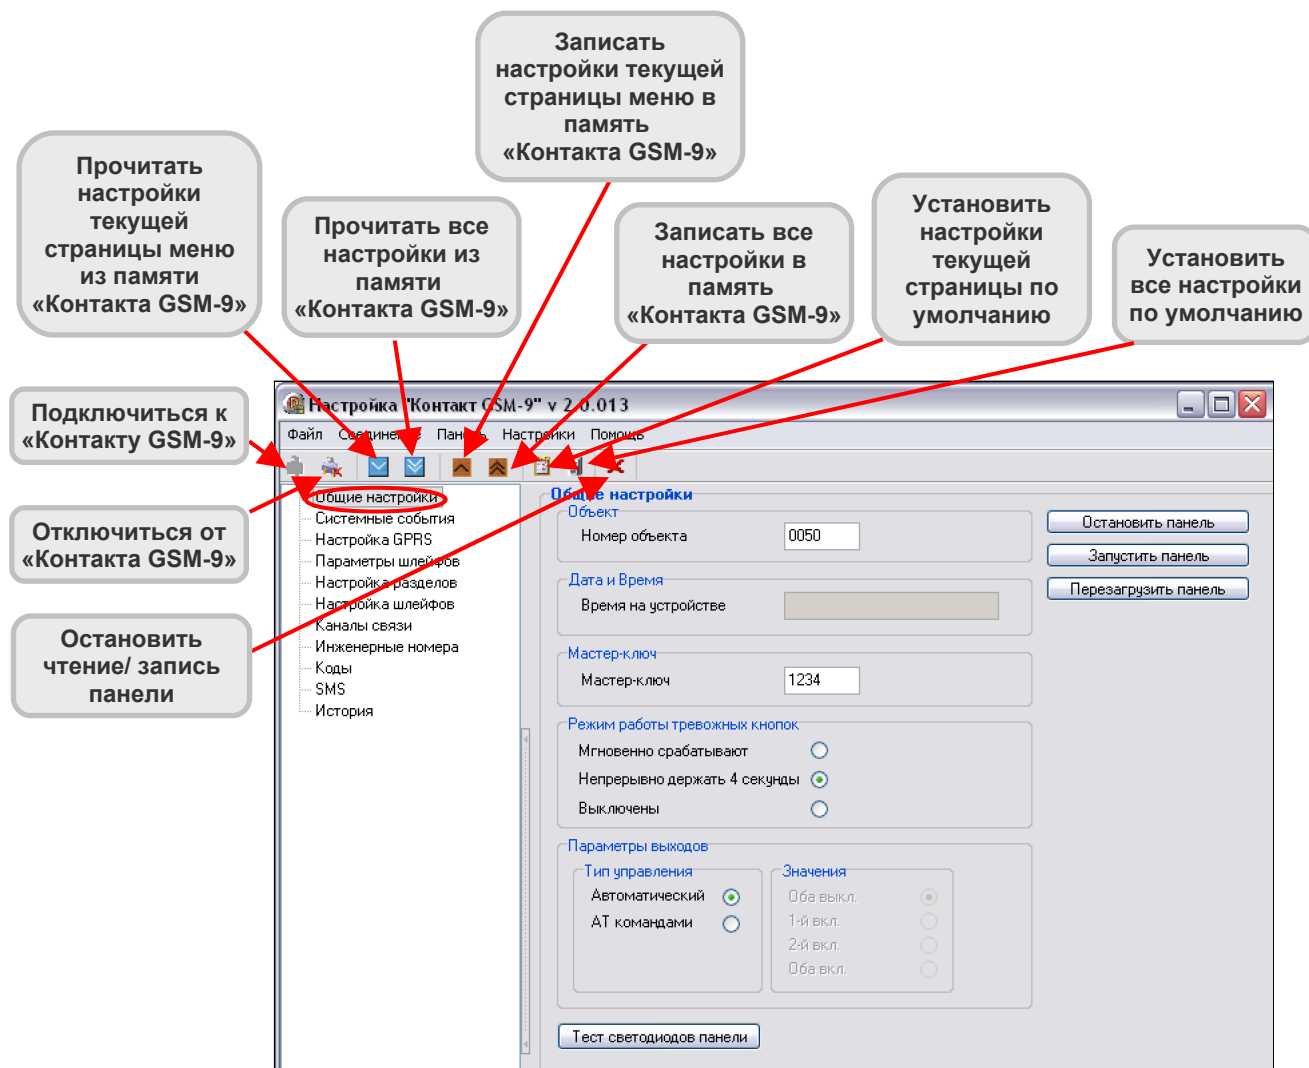 Записать
настройки текущей
страницы меню в
память
«Контакта GSM-9»
Прочитать
настройки
текущей
страницы меню
из памяти
«Контакта GSM-9»
Прочитать все
настройки из
памяти
«Контакта GSM-9»
Записать все
настройки в
память
«Контакта GSM-9»
Установить
настройки
текущей
страницы по
умолчанию
Установить
все настройки
по умолчанию
Подключиться к
«Контакту GSM-9»
Отключиться от
«Контакта GSM-9»
Остановить
чтение/ запись
панели
Настройка "Контакт GSM-9" v 2.0.013
Файл Соединение Панель Настройки Помощь
Общие настройки
Системные события
Настройка GPRS
Параметры шлейфов
Настройка разделов
Настройка шлейфов
Каналы связи
Инженерные номера
Коды
SMS
История
Общие настройки
Объект
Номер объекта 0050
Дата и Время
Время на устройстве
Мастер-ключ
Мастер-ключ 1234
Режим работы тревожных кнопок
Мгновенно срабатывают
Непрерывно держать 4 секунды
Выключены
Параметры выходов
Тип управления
Автоматический
АТ командами
Значения
Оба выкл.
1-й вкл.
2-й вкл.
Оба вкл.
Тест светодиодов панели
Остановить панель
Запустить панель
Перезагрузить панель